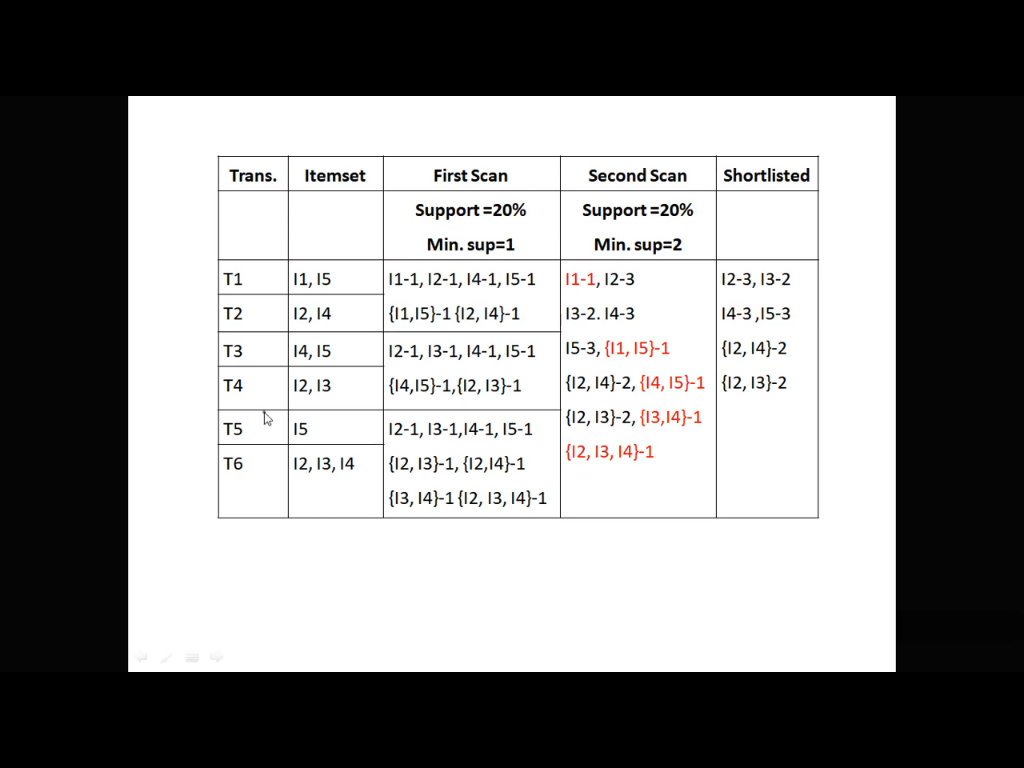 Trans. Itemset First Scan Second Scan Shortlisted
Support =20% Support =20%
Min. sup=1 Min. sup=2
T1 I1, I5 I1-1, I2-1, I4-1, I5-1 I1-1, I2-3 I2-3, I3-2
T2 I2, I4 {I1,I5}-1 {I2, I4}-1 I3-2. I4-3 I4-3 ,I5-3
T3 I4, I5 I2-1, I3-1, I4-1, I5-1 I5-3, {I1, I5}-1 {I2, I4}-2
T4 I2, I3 {I4,I5}-1,{I2, I3}-1 {I2, I4}-2, {I4, I5}-1 {I2, I3}-2
T5 I5 I2-1, I3-1,I4-1, I5-1 {I2, I3}-2, {I3,I4}-1
T6 I2, I3, I4 {I2, I3}-1, {I2,I4}-1 {I2, I3, I4}-1
{I3, I4}-1 {I2, I3, I4}-1